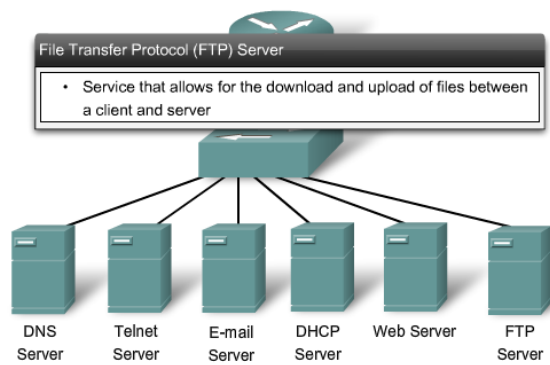 File Transfer Protocol (FTP) Server
• Service that allows for the download and upload of files between
a client and server
DNS Server
Telnet Server
E-mail Server
DHCP Server
Web Server
FTP Server